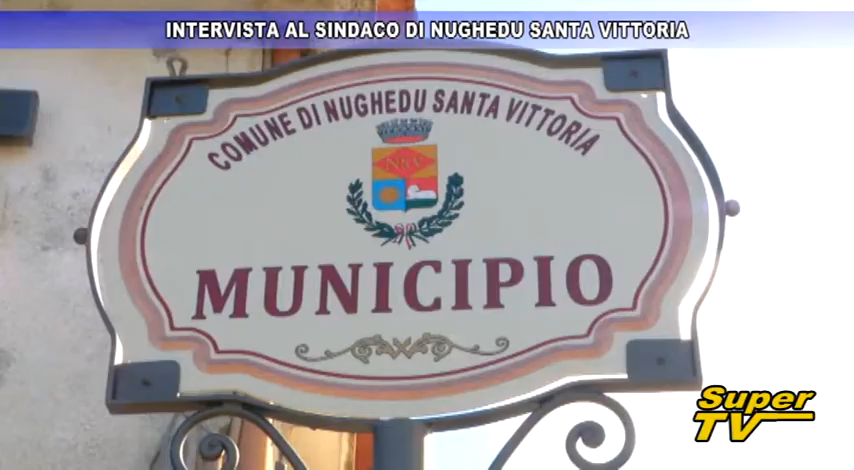 INTERVISTA AL SINDACO DI NUGHEDU SANTA VITTORIA
COMUNE DI NUGHEDU SANTA VITTORIA
MUNICIPIO
Super
TV